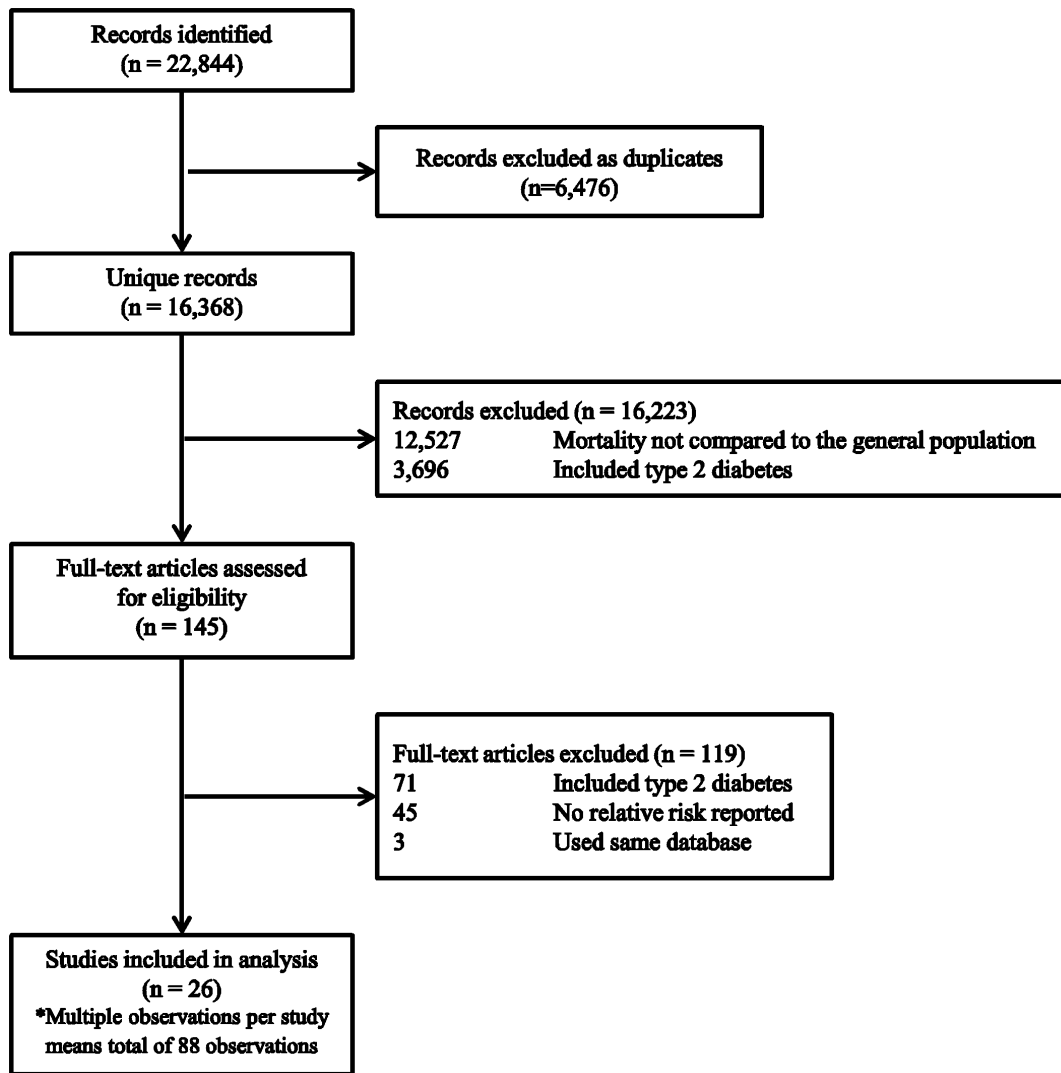 Records identified
(n = 22,844)
Records excluded as duplicates
(n=6,476)
Unique records
(n = 16,368)
Records excluded (n = 16,223)
12,527 Mortality not compared to the general population
3,696 Included type 2 diabetes
Full-text articles assessed
for eligibility
(n = 145)
Full-text articles excluded (n = 119)
71 Included type 2 diabetes
45 No relative risk reported
3 Used same database
Studies included in analysis
(n = 26)
*Multiple observations per study
means total of 88 observations